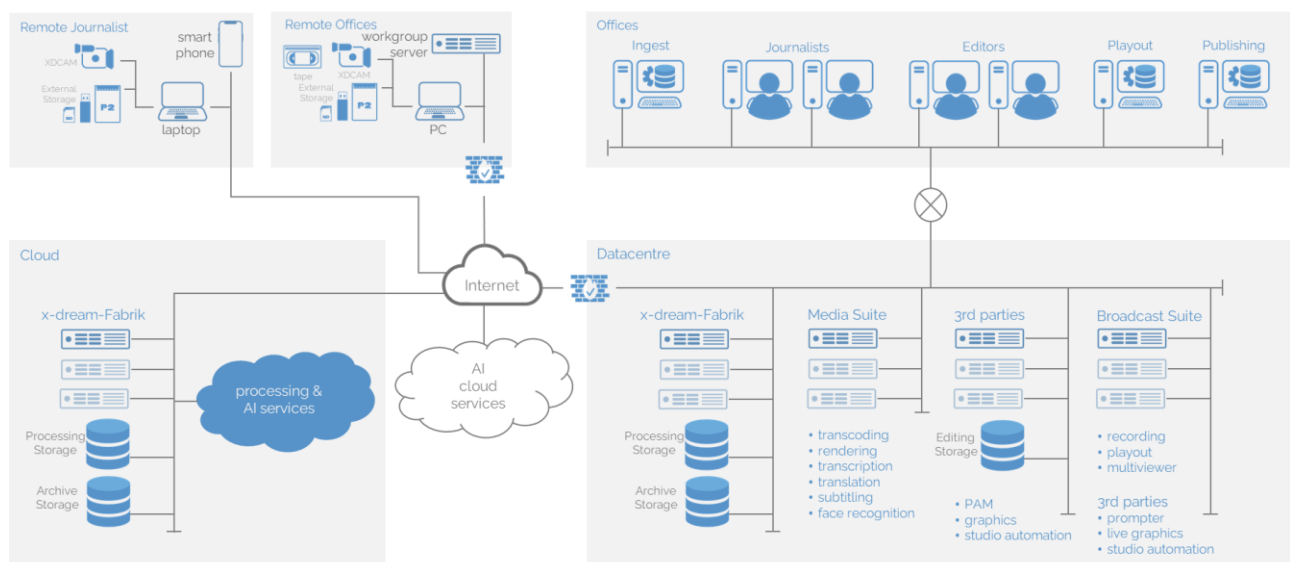 Remote Journalist
smart
phone
XDCAM
External
Storage
P2
laptop
Remote Offices
workgroup
server
tape
XDCAM
External
Storage
P2
PC
Offices
Ingest
Journalists
Editors
Playout
Publishing
Cloud
x-dream-Fabrik
processing &
AI services
Processing
Storage
Archive
Storage
Internet
AI
cloud
services
Datacentre
x-dream-Fabrik
Processing
Storage
Archive
Storage
Media Suite
• transcoding
• rendering
• transcription
• translation
• subtitling
• face recognition
3rd parties
Editing
Storage
• PAM
• graphics
• studio automation
Broadcast Suite
• recording
• playout
• multiviewer
3rd parties
• prompter
• live graphics
• studio automation